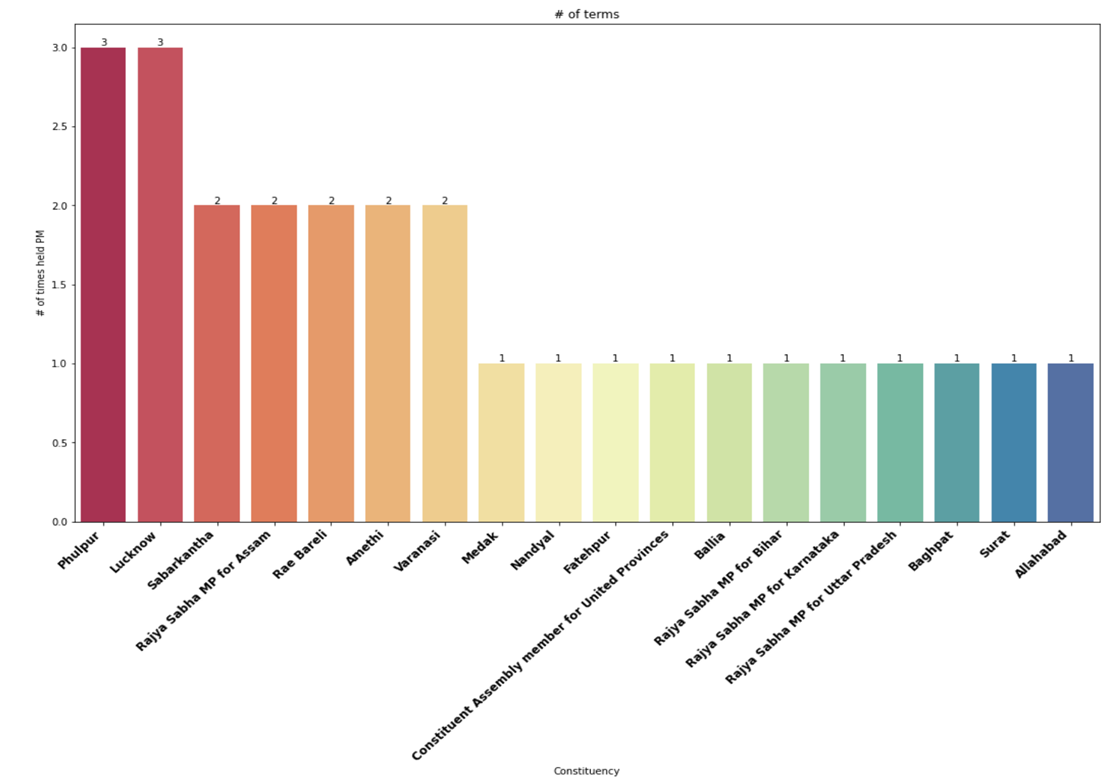 # of terms
# of times held PM
3.0
2.5
2.0
1.5
1.0
0.5
0.0
3
3
2
2
2
2
2
1
1
1
1
1
1
1
1
1
1
1
Phulpur
Lucknow
Sabarkantha
Rajya Sabha MP for Assam
Rae Bareli
Amethi
Varanasi
Medak
Nandyal
Fatehpur
Constituent Assembly member for United Provinces
Ballia
Rajya Sabha MP for Bihar
Rajya Sabha MP for Karnataka
Rajya Sabha MP for Uttar Pradesh
Baghpat
Surat
Allahabad
Constituency